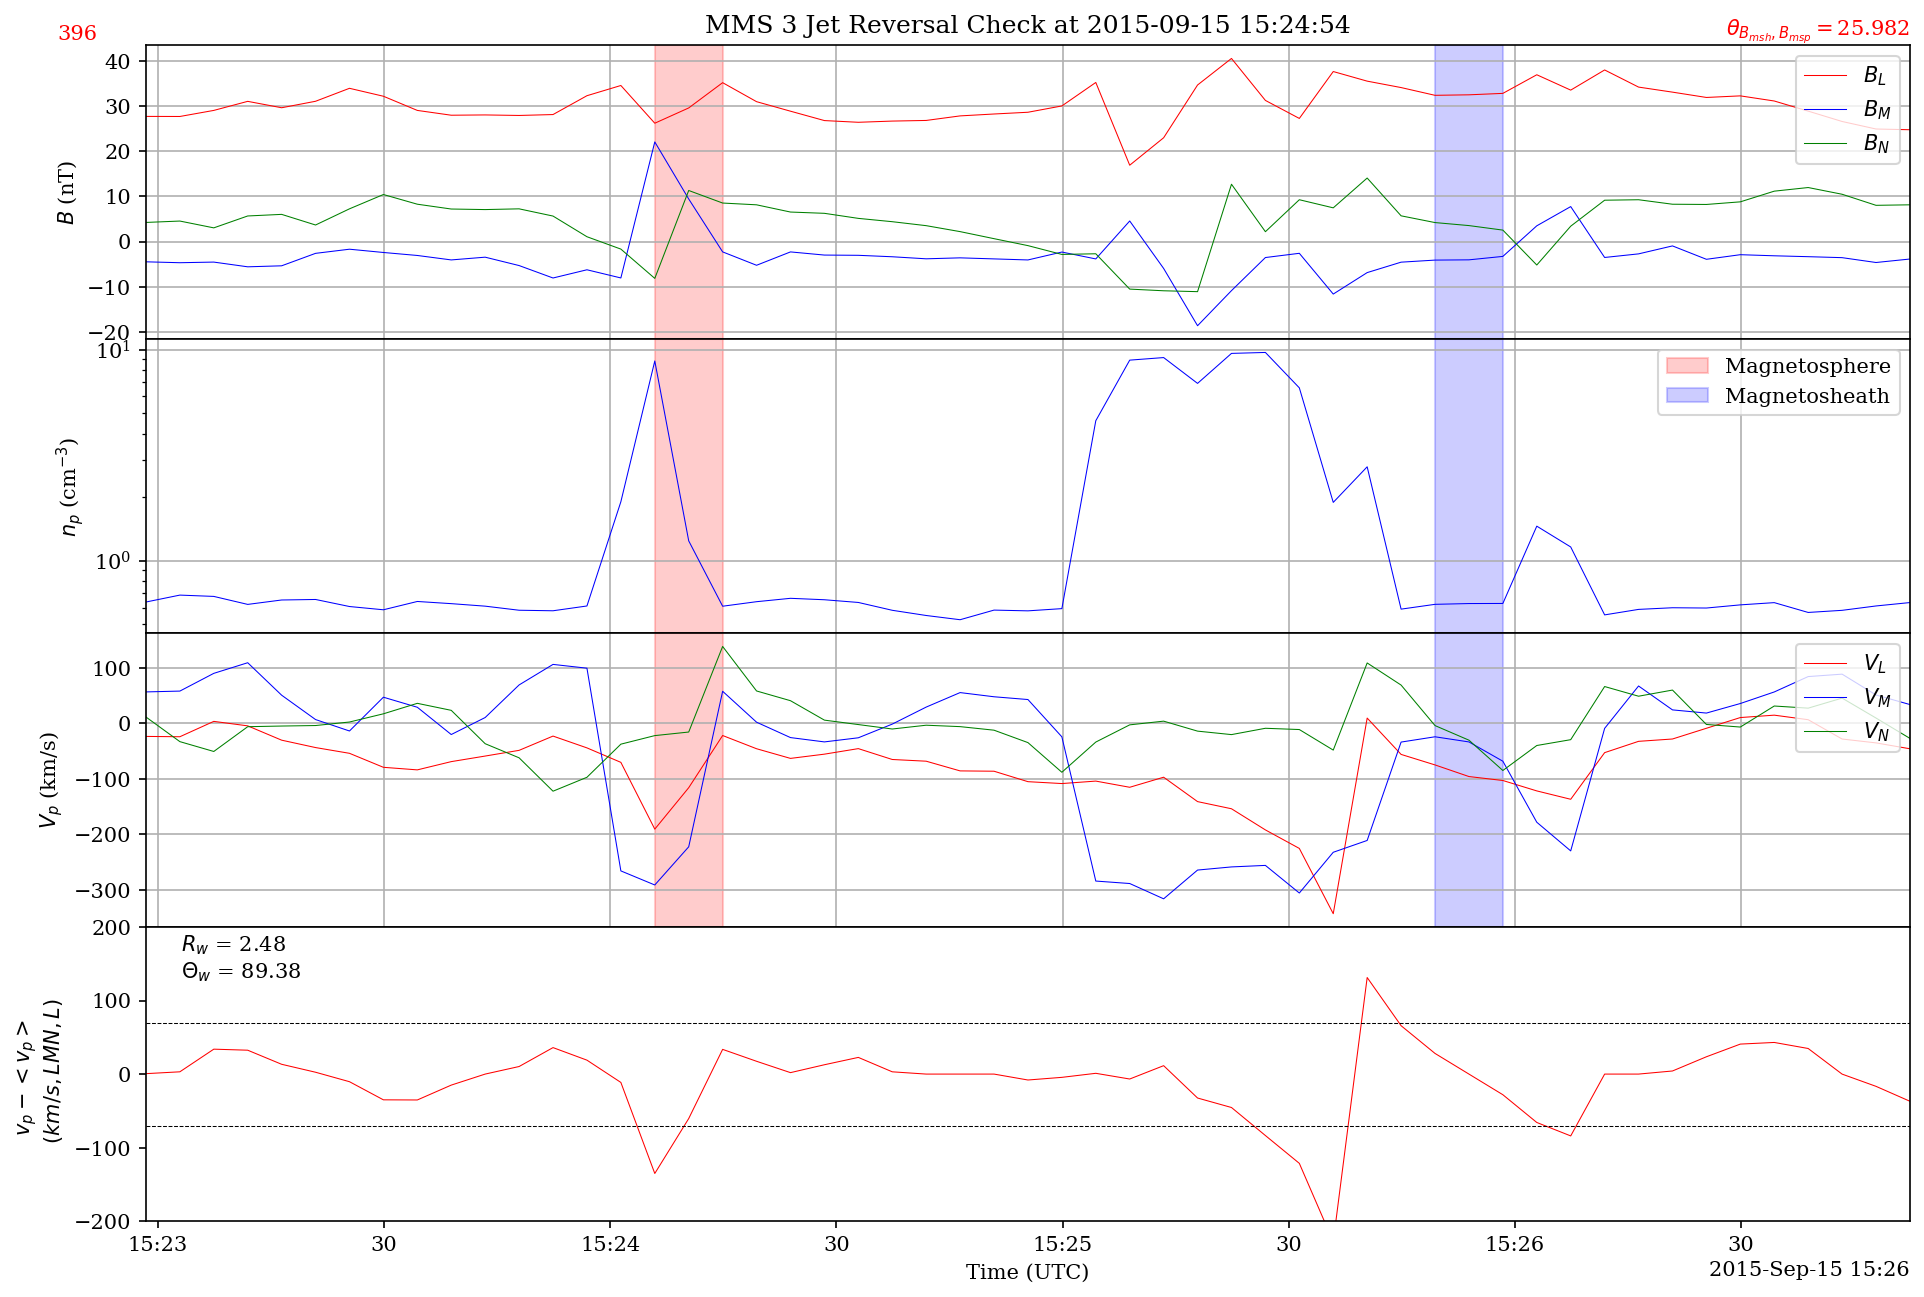 396
MMS 3 Jet Reversal Check at 2015-09-15 15:24:54
θ_{B_{msh}, B_{msp}} = 25.982
40
30
20
10
0
−10
−20
B (nT)
B_L
B_M
B_N
10^1
10^0
n_p (cm^{−3})
Magnetosphere
Magnetosheath
100
0
−100
−200
−300
V_p (km/s)
V_L
V_M
V_N
200
100
0
−100
−200
v_p − < v_p >
(km/s, LMN, L)
R_w = 2.48
Θ_w = 89.38
15:23 30 15:24 30 15:25 30 15:26 30
Time (UTC)
2015-Sep-15 15:26